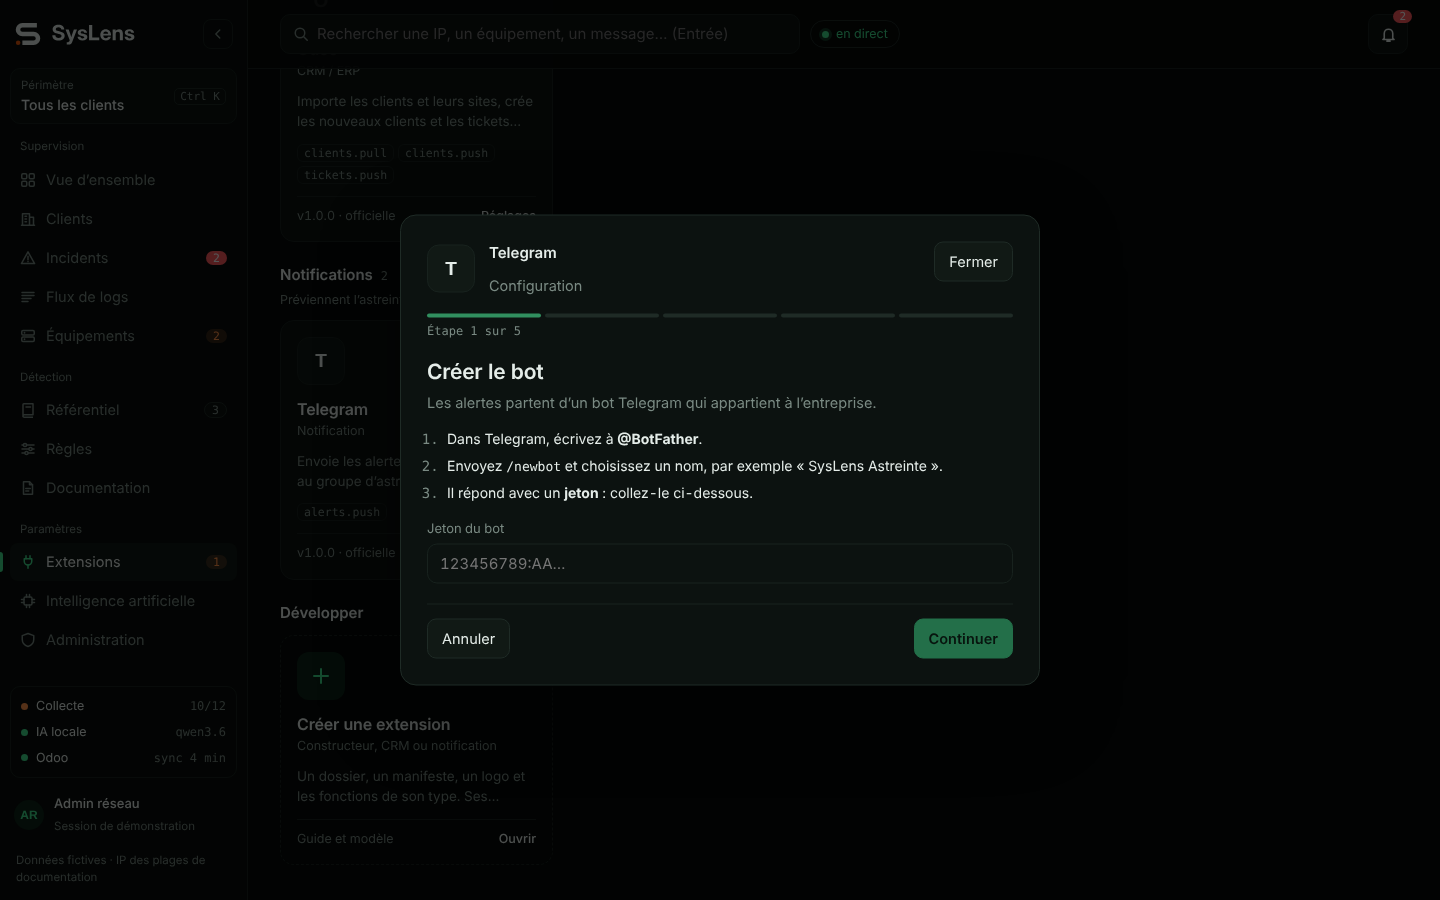 SysLens
Rechercher une IP, un équipement, un message… (Entrée)
en direct
2
Périmètre
Tous les clients
Ctrl K
Supervision
Vue d’ensemble
Clients
Incidents 2
Flux de logs
Équipements 2
Détection
Référentiel 3
Règles
Documentation
Paramètres
Extensions 1
Intelligence artificielle
Administration
Collecte 10/12
IA locale qwen3.6
Odoo sync 4 min
AR
Admin réseau
Session de démonstration
Données fictives · IP des plages de
documentation
CRM / ERP
Importe les clients et leurs sites, crée
les nouveaux clients et les tickets…
clients.pull clients.push
tickets.push
v1.0.0 · officielle Réglages
Notifications 2
Préviennent l’astrein
T
Telegram
Notification
Envoie les alerte
au groupe d’astr
alerts.push
v1.0.0 · officielle
Développer
Créer une extension
Constructeur, CRM ou notification
Un dossier, un manifeste, un logo et
les fonctions de son type. Ses…
Guide et modèle Ouvrir
T
Telegram
Configuration
Fermer
Étape 1 sur 5
Créer le bot
Les alertes partent d’un bot Telegram qui appartient à l’entreprise.
1. Dans Telegram, écrivez à @BotFather.
2. Envoyez /newbot et choisissez un nom, par exemple « SysLens Astreinte ».
3. Il répond avec un jeton : collez-le ci-dessous.
Jeton du bot
123456789:AA…
Annuler
Continuer